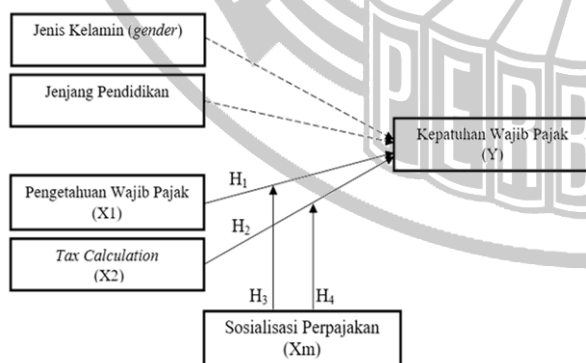 Jenis Kelamin (gender)
Jenjang Pendidikan
Kepatuhan Wajib Pajak
(Y)
Pengetahuan Wajib Pajak
(X1)
H1
Tax Calculation
(X2)
H2
H3
H4
Sosialisasi Perpajakan
(Xm)
PERB